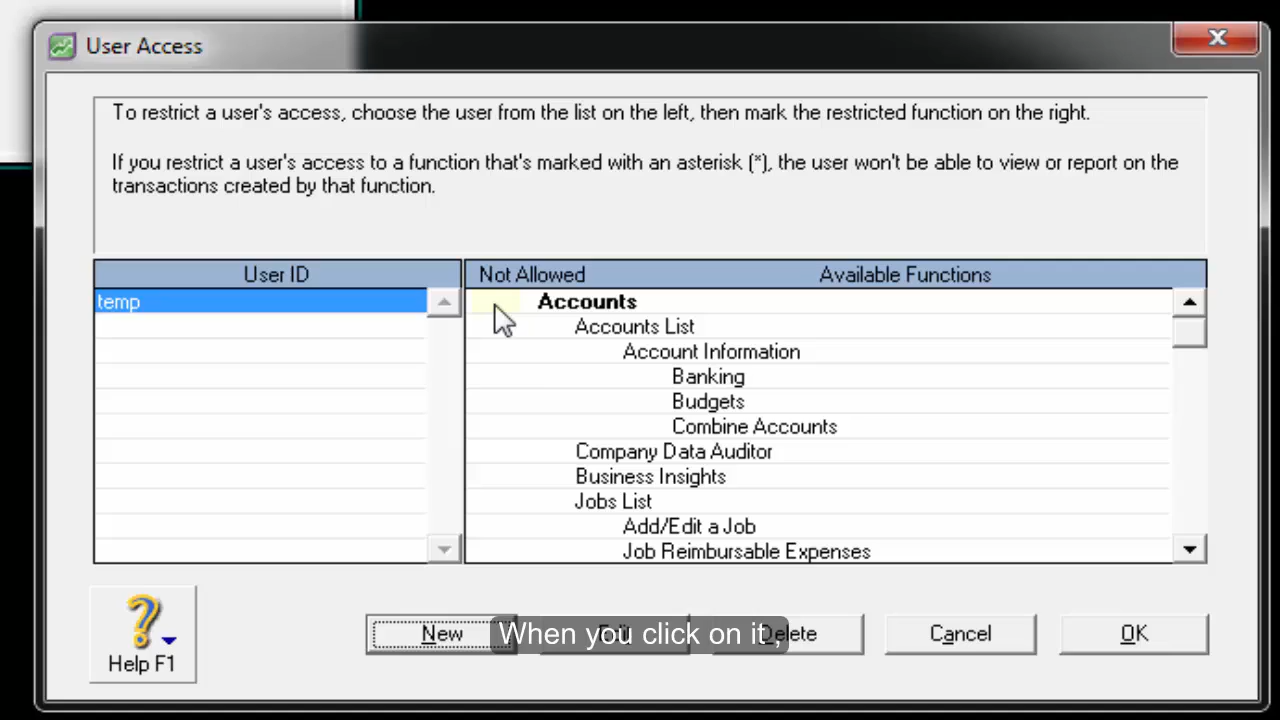 User Access
To restrict a user's access, choose the user from the list on the left, then mark the restricted function on the right.
If you restrict a user's access to a function that's marked with an asterisk (*), the user won't be able to view or report on the
transactions created by that function.
User ID
Not Allowed
Available Functions
temp
Accounts
Accounts List
Account Information
Banking
Budgets
Combine Accounts
Company Data Auditor
Business Insights
Jobs List
Add/Edit a Job
Job Reimbursable Expenses
Help F1
New
When you click on it,
Delete
Cancel
OK